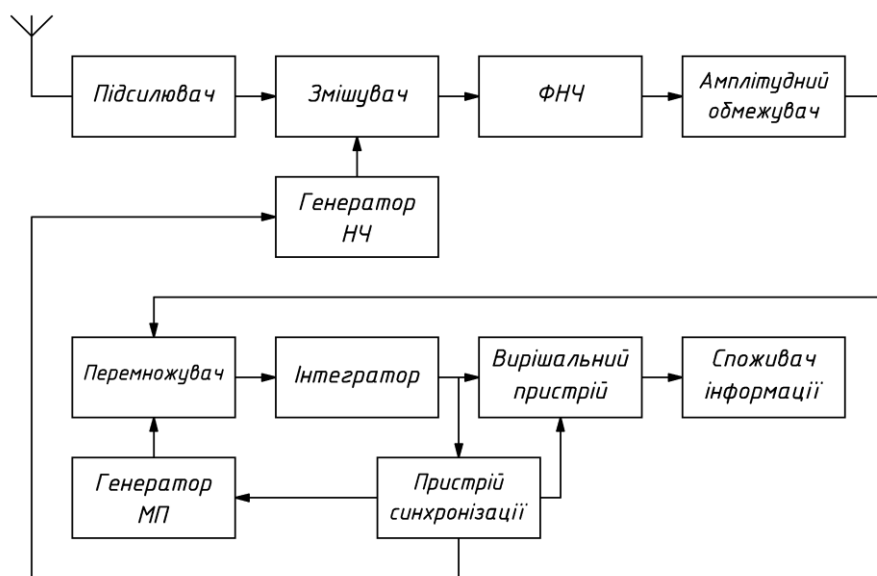 Підсилювач
Змішувач
ФНЧ
Амплітудний
обмежувач
Генератор
НЧ
Перемножувач
Інтегратор
Вирішальний
пристрій
Споживач
інформації
Генератор
МП
Пристрій
синхронізації